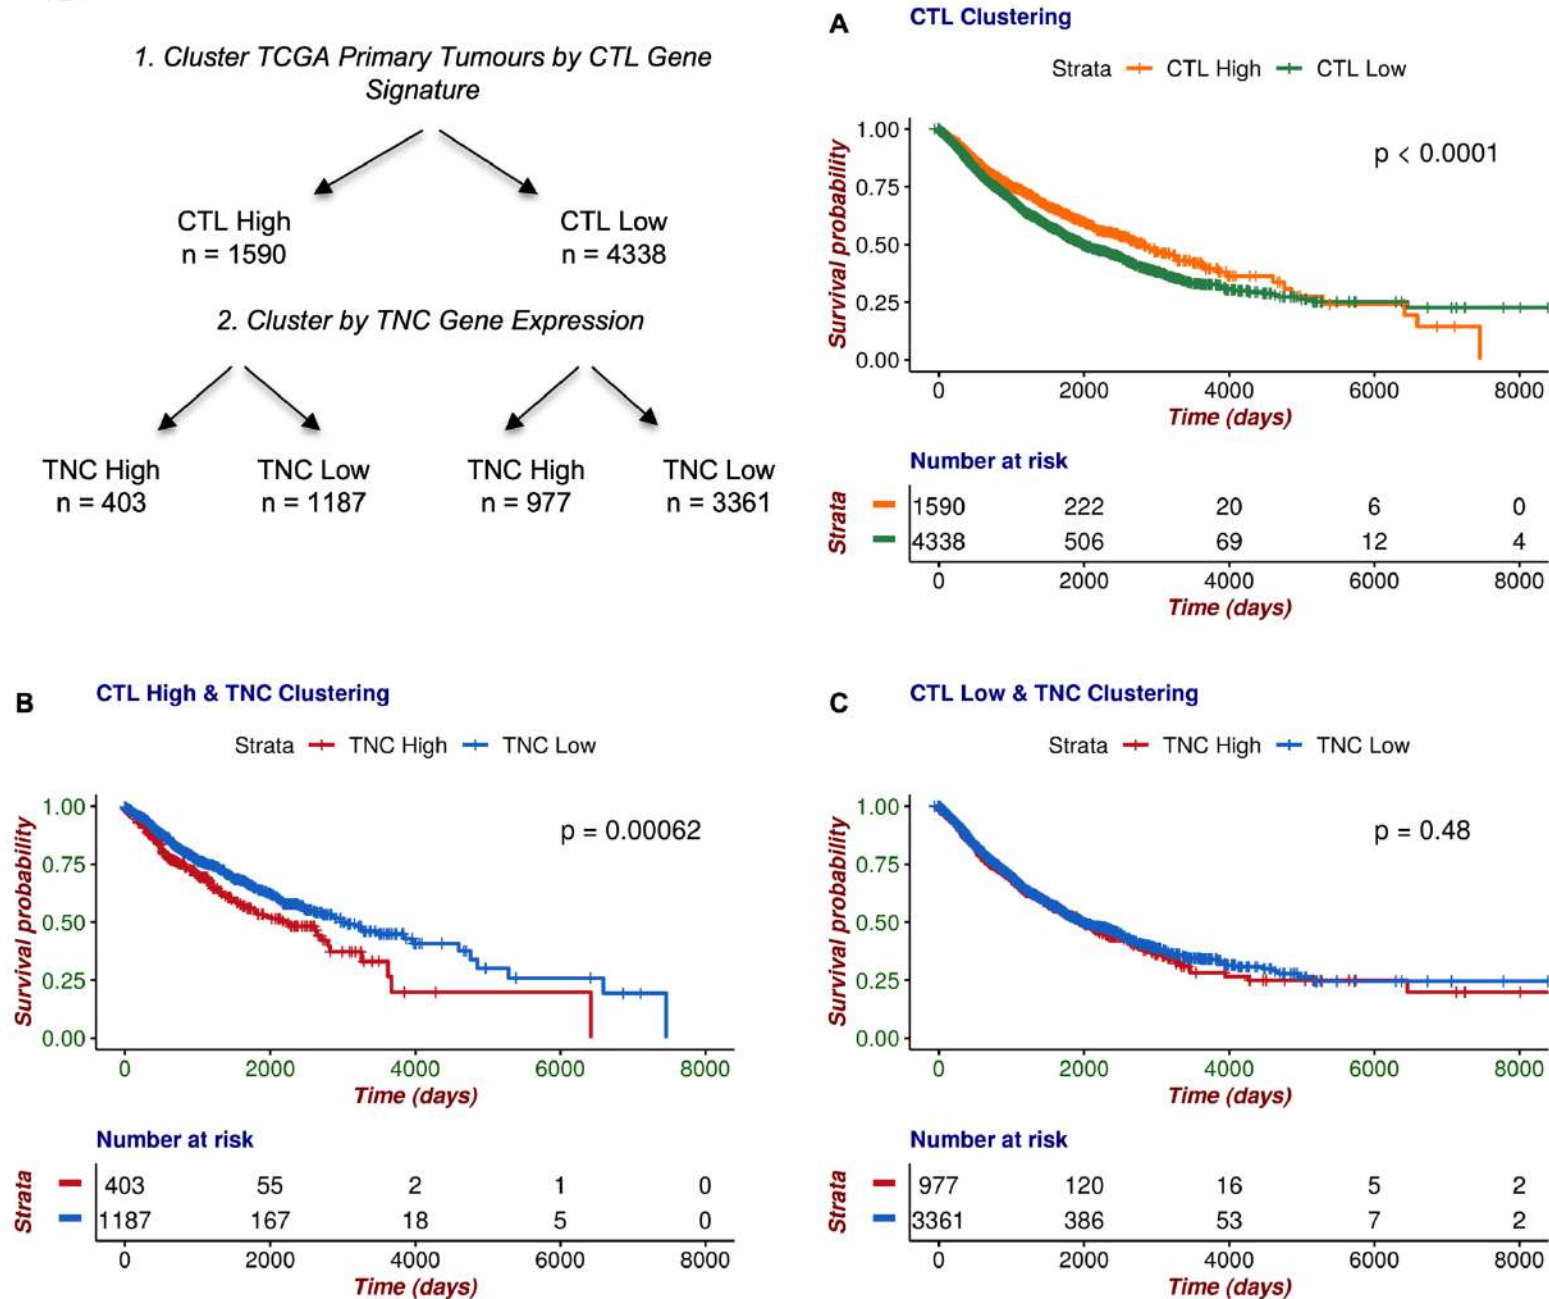 1. Cluster TCGA Primary Tumours by CTL Gene
Signature
CTL High
n = 1590
CTL Low
n = 4338
2. Cluster by TNC Gene Expression
TNC High
n = 403
TNC Low
n = 1187
TNC High
n = 977
TNC Low
n = 3361
A
CTL Clustering
Strata CTL High CTL Low
Survival probability
1.00
0.75
0.50
0.25
0.00
p < 0.0001
0 2000 4000 6000 8000
Time (days)
Number at risk
Strata
1590 222 20 6 0
4338 506 69 12 4
0 2000 4000 6000 8000
Time (days)
B
CTL High & TNC Clustering
Strata TNC High TNC Low
Survival probability
1.00
0.75
0.50
0.25
0.00
p = 0.00062
0 2000 4000 6000 8000
Time (days)
Number at risk
Strata
403 55 2 1 0
1187 167 18 5 0
0 2000 4000 6000 8000
Time (days)
C
CTL Low & TNC Clustering
Strata TNC High TNC Low
Survival probability
1.00
0.75
0.50
0.25
0.00
p = 0.48
0 2000 4000 6000 8000
Time (days)
Number at risk
Strata
977 120 16 5 2
3361 386 53 7 2
0 2000 4000 6000 8000
Time (days)